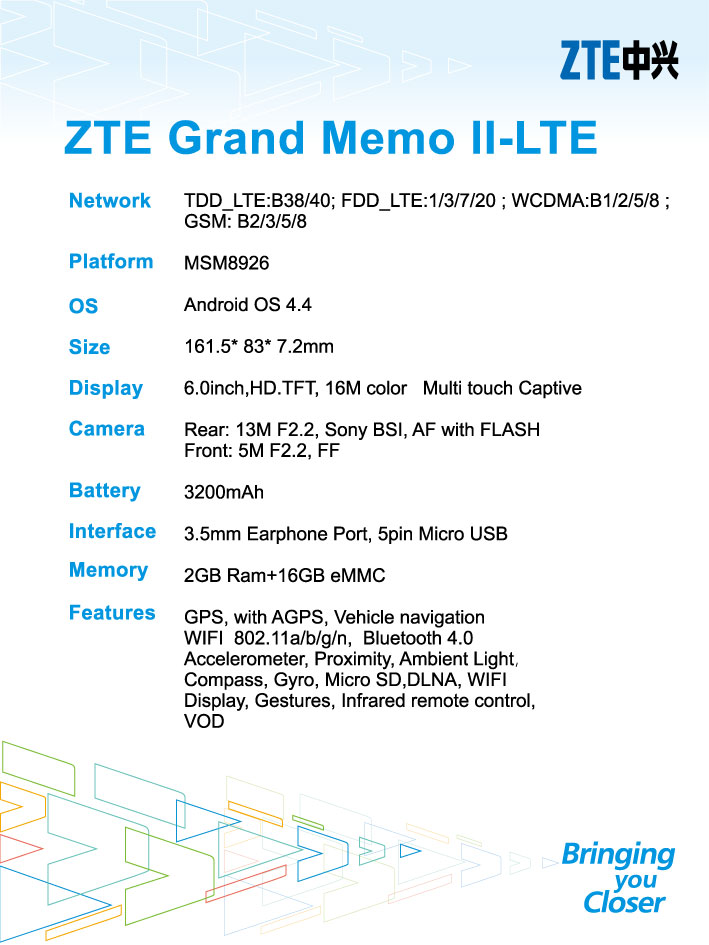 ZTE中兴
ZTE Grand Memo II-LTE
Network TDD_LTE:B38/40; FDD_LTE:1/3/7/20 ; WCDMA:B1/2/5/8 ;
GSM: B2/3/5/8
Platform MSM8926
OS Android OS 4.4
Size 161.5* 83* 7.2mm
Display 6.0inch,HD.TFT, 16M color Multi touch Captive
Camera Rear: 13M F2.2, Sony BSI, AF with FLASH
Front: 5M F2.2, FF
Battery 3200mAh
Interface 3.5mm Earphone Port, 5pin Micro USB
Memory 2GB Ram+16GB eMMC
Features GPS, with AGPS, Vehicle navigation
WIFI 802.11a/b/g/n, Bluetooth 4.0
Accelerometer, Proximity, Ambient Light,
Compass, Gyro, Micro SD,DLNA, WIFI
Display, Gestures, Infrared remote control,
VOD
Bringing
you
Closer